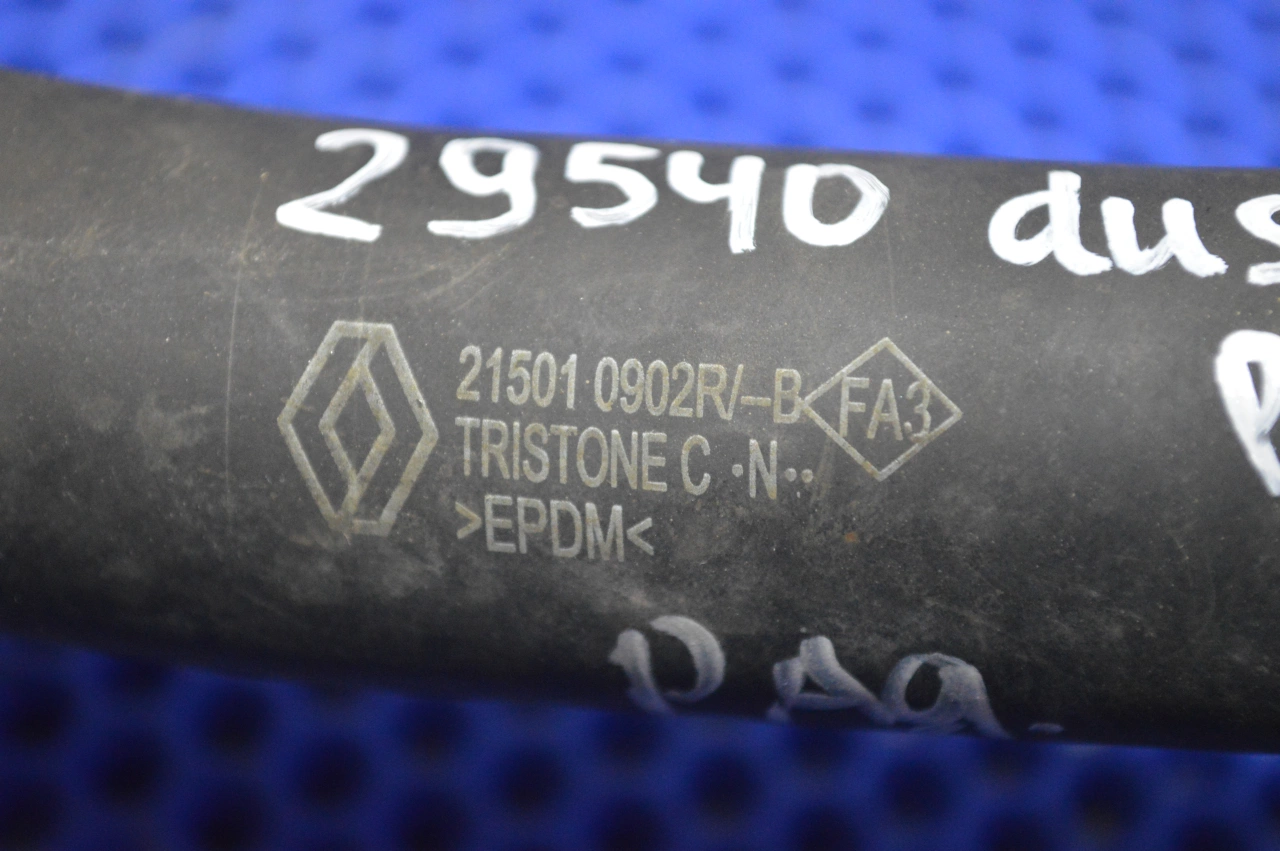 29540 dus
21501 0902R/--B FA3
TRISTONE C ·N··
>EPDM<